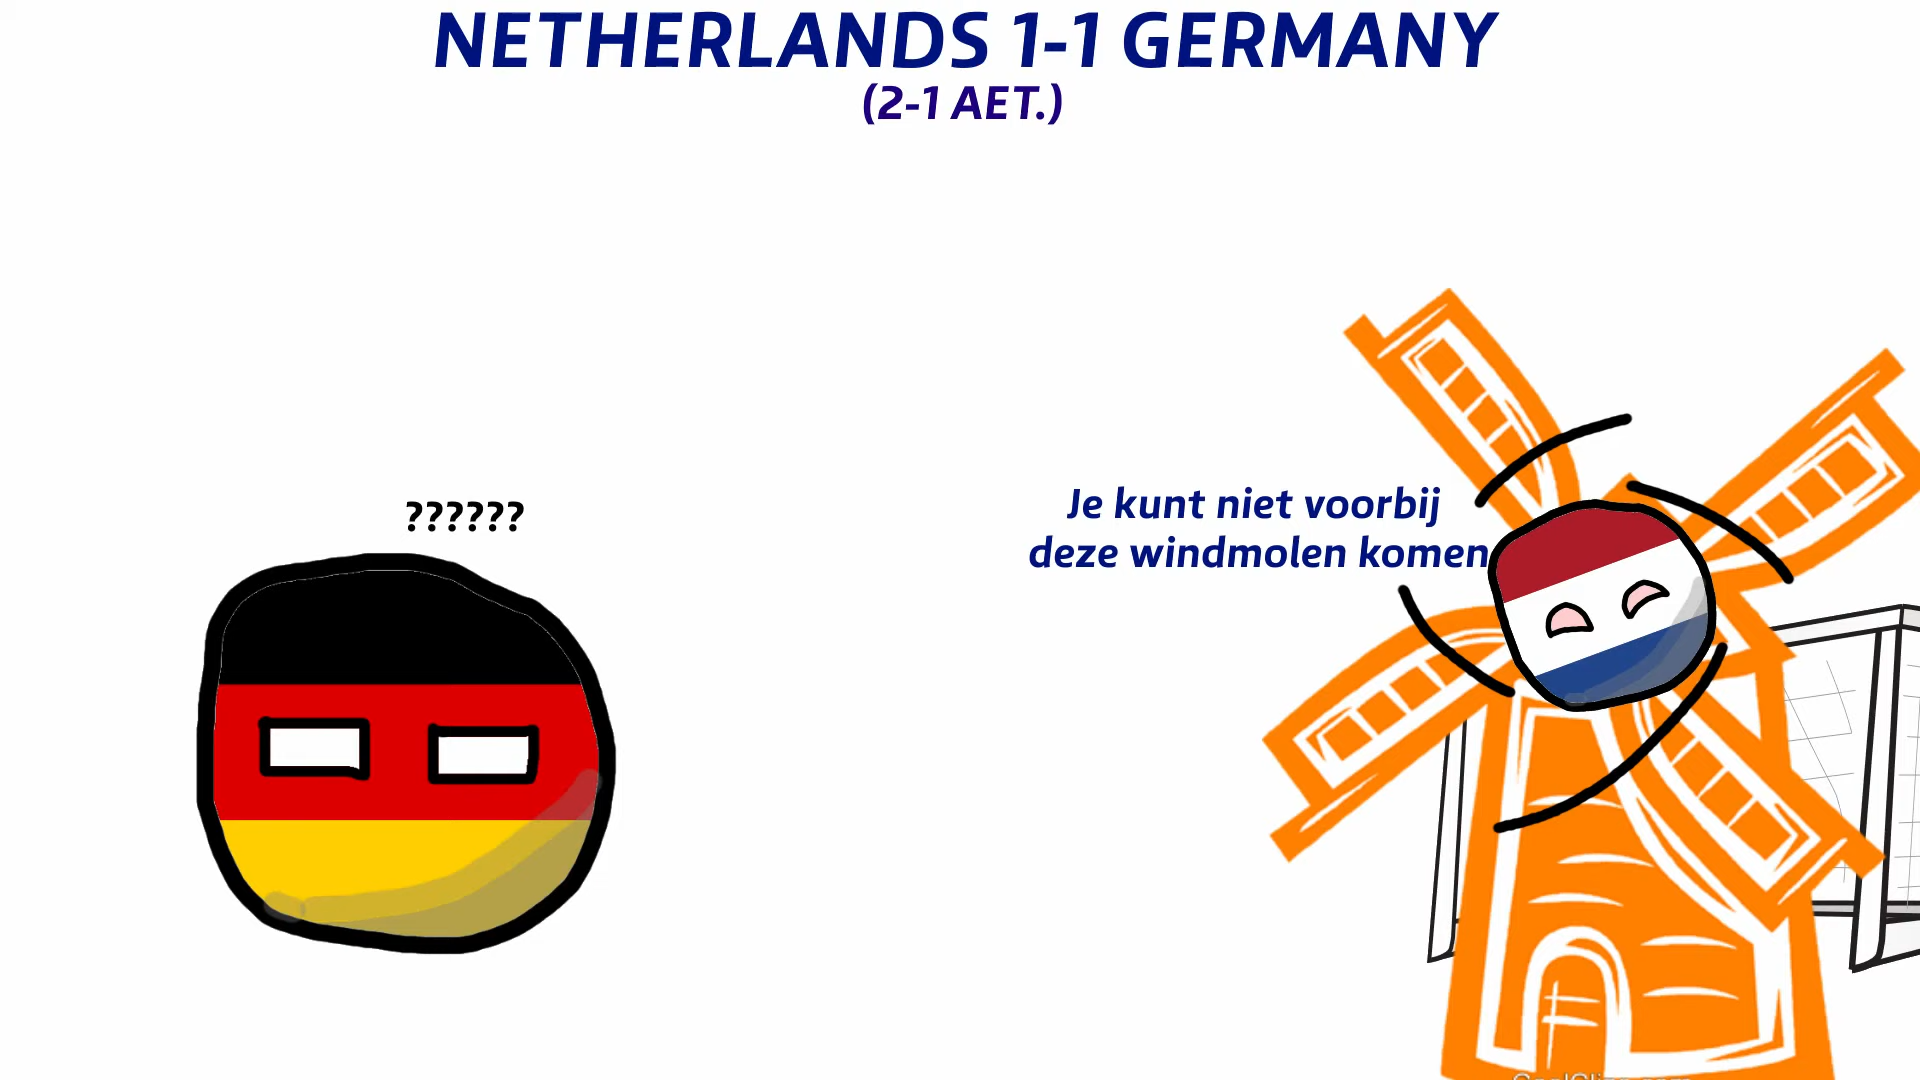 NETHERLANDS 1-1 GERMANY
(2-1 AET.)
??????
Je kunt niet voorbij
deze windmolen komen